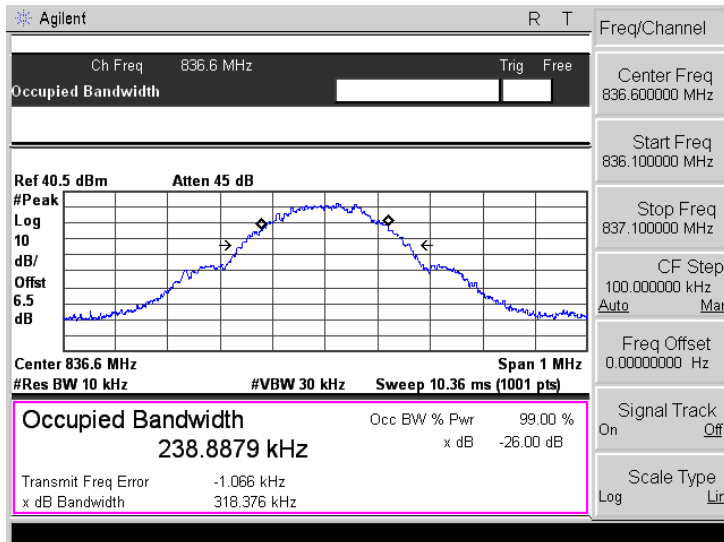 Agilent R T
Ch Freq 836.6 MHz Trig Free
Occupied Bandwidth
Ref 40.5 dBm Atten 45 dB
#Peak
Log
10
dB/
Offst
6.5
dB
Center 836.6 MHz Span 1 MHz
#Res BW 10 kHz #VBW 30 kHz Sweep 10.36 ms (1001 pts)
Occupied Bandwidth Occ BW % Pwr 99.00 %
238.8879 kHz x dB -26.00 dB
Transmit Freq Error -1.066 kHz
x dB Bandwidth 318.376 kHz
Freq/Channel
Center Freq
836.600000 MHz
Start Freq
836.100000 MHz
Stop Freq
837.100000 MHz
CF Step
100.000000 kHz
Auto Man
Freq Offset
0.00000000 Hz
Signal Track
On Off
Scale Type
Log Lin